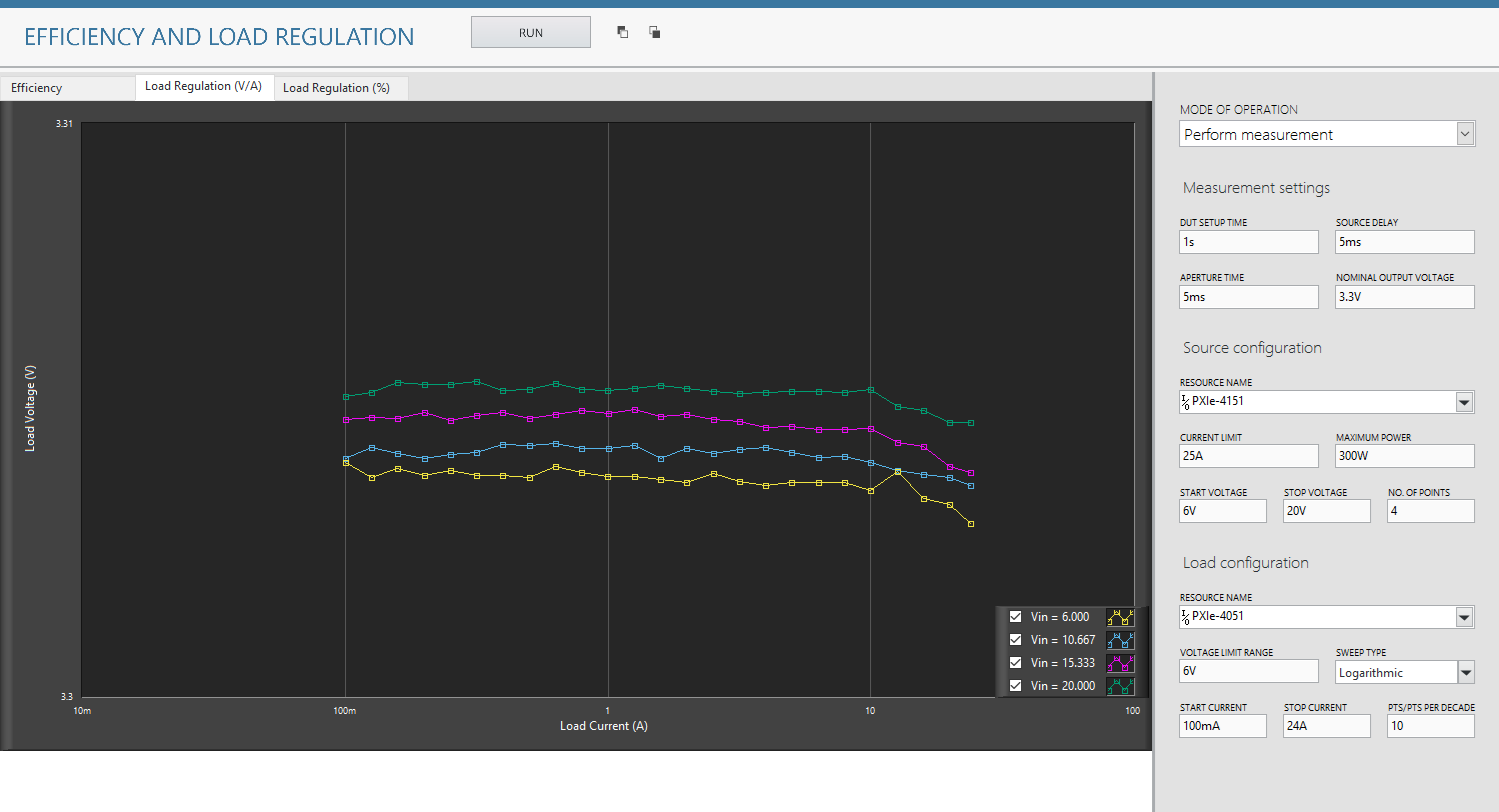 EFFICIENCY AND LOAD REGULATION
RUN
Efficiency
Load Regulation (V/A)
Load Regulation (%)
3.31
Load Voltage (V)
3.3
10m
100m
1
10
100
Load Current (A)
Vin = 6.000
Vin = 10.667
Vin = 15.333
Vin = 20.000
MODE OF OPERATION
Perform measurement
Measurement settings
DUT SETUP TIME
SOURCE DELAY
1s
5ms
APERTURE TIME
NOMINAL OUTPUT VOLTAGE
5ms
3.3V
Source configuration
RESOURCE NAME
I/O PXIe-4151
CURRENT LIMIT
MAXIMUM POWER
25A
300W
START VOLTAGE
STOP VOLTAGE
NO. OF POINTS
6V
20V
4
Load configuration
RESOURCE NAME
I/O PXIe-4051
VOLTAGE LIMIT RANGE
SWEEP TYPE
6V
Logarithmic
START CURRENT
STOP CURRENT
PTS/PTS PER DECADE
100mA
24A
10